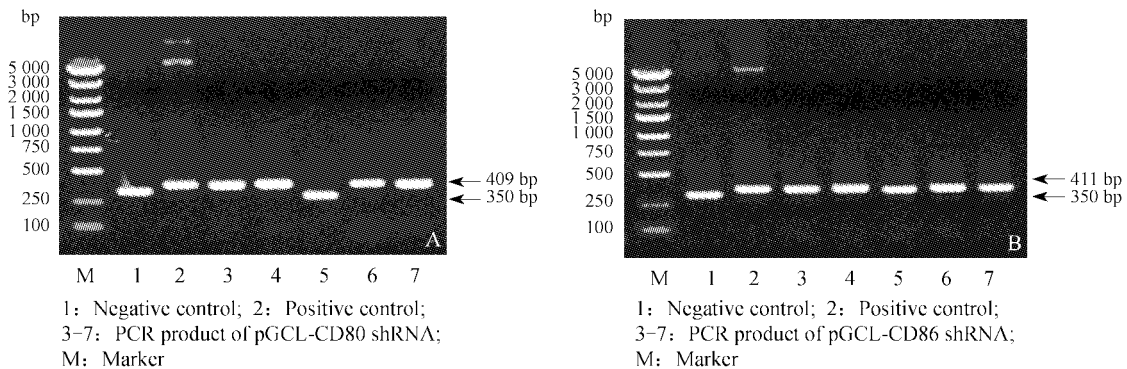 bp
5 000
3 000
2 000
1 500
1 000
750
500
250
100
409 bp
350 bp
A
M 1 2 3 4 5 6 7
1：Negative control; 2：Positive control;
3-7：PCR product of pGCL-CD80 shRNA;
M：Marker
bp
5 000
3 000
2 000
1 500
1 000
750
500
250
100
411 bp
350 bp
B
M 1 2 3 4 5 6 7
1：Negative control; 2：Positive control;
3-7：PCR product of pGCL-CD86 shRNA;
M：Marker